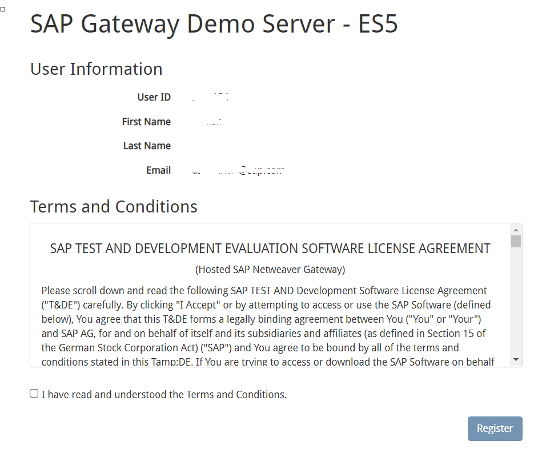 SAP Gateway Demo Server - ES5
User Information
User ID
First Name
Last Name
Email
Terms and Conditions
SAP TEST AND DEVELOPMENT EVALUATION SOFTWARE LICENSE AGREEMENT
(Hosted SAP Netweaver Gateway)
Please scroll down and read the following SAP TEST AND Development Software License Agreement
("T&DE") carefully. By clicking "I Accept" or by attempting to access or use the SAP Software (defined
below), You agree that this T&DE forms a legally binding agreement between You ("You" or "Your")
and SAP AG, for and on behalf of itself and its subsidiaries and affiliates (as defined in Section 15 of
the German Stock Corporation Act) ("SAP") and You agree to be bound by all of the terms and
conditions stated in this Tamp;DE. If You are trying to access or download the SAP Software on behalf
I have read and understood the Terms and Conditions.
Register